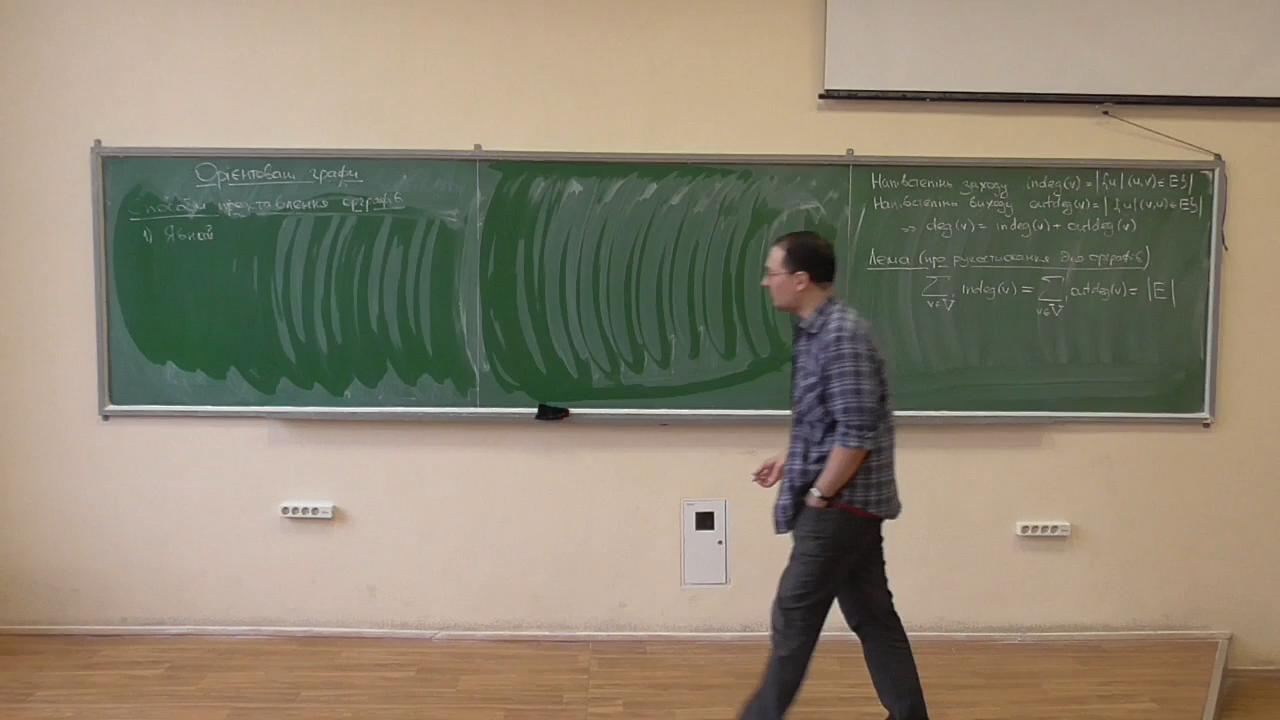 Орієнтовані графи
Способи представлення орграфів
1) Явний
Напівстепінь заходу indeg(v) = |{u | (u,v) ∈ E}|
Напівстепінь виходу outdeg(v) = |{u | (v,u) ∈ E}|
=> deg(v) = indeg(v) + outdeg(v)
Лема (про рукостискання для орграфів)
∑ v∈V indeg(v) = ∑ v∈V outdeg(v) = |E|